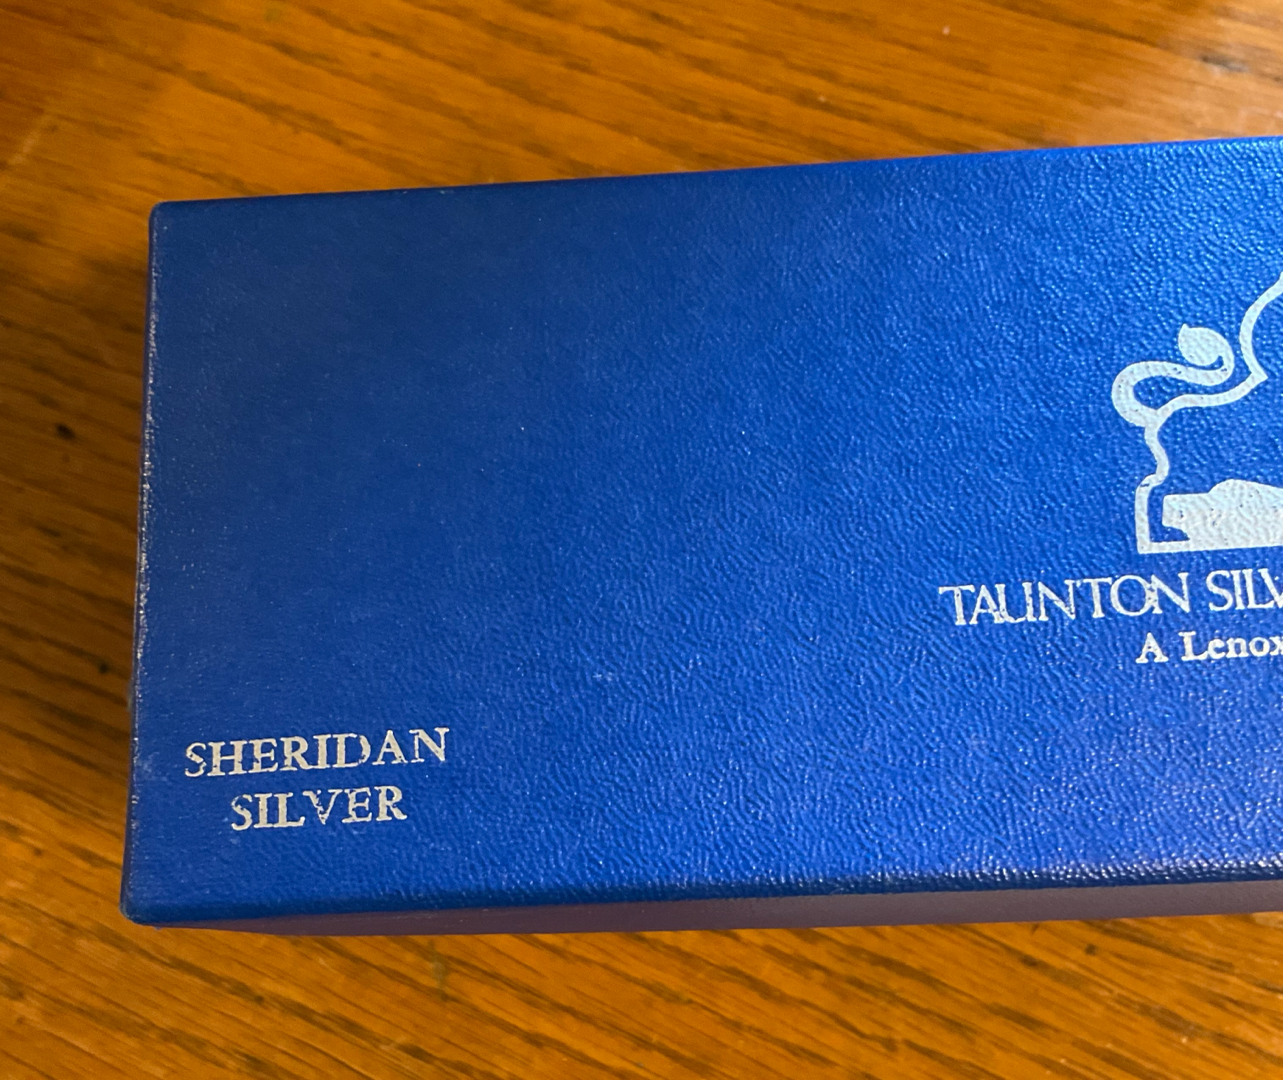 TAUNTON SILV
A Lenox
SHERIDAN
SILVER